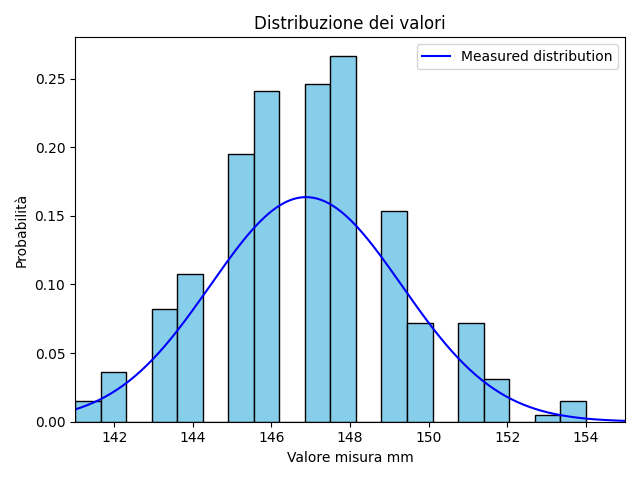 Distribuzione dei valori
Measured distribution
0.25
0.20
0.15
0.10
0.05
0.00
Probabilità
142 144 146 148 150 152 154
Valore misura mm